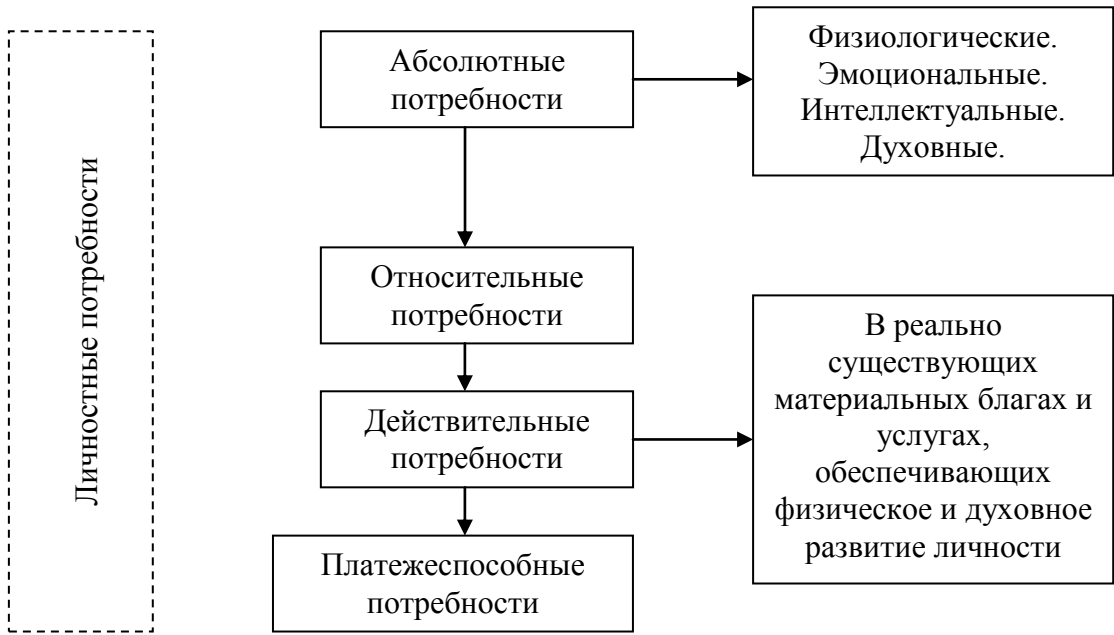 Личностные потребности
Абсолютные
потребности
Физиологические.
Эмоциональные.
Интеллектуальные.
Духовные.
Относительные
потребности
Действительные
потребности
В реально
существующих
материальных благах и
услугах,
обеспечивающих
физическое и духовное
развитие личности
Платежеспособные
потребности